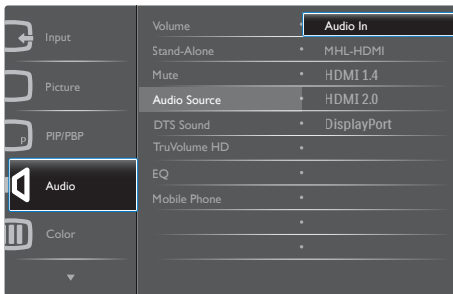 Input
Picture
P
PIP/PBP
Audio
Color
Volume
Stand-Alone
Mute
Audio Source
DTS Sound
TruVolume HD
EQ
Mobile Phone
Audio In
MHL-HDMI
HDMI 1.4
HDMI 2.0
DisplayPort